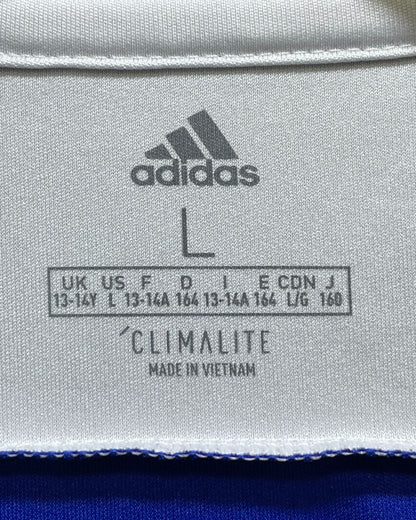 adidas
L
UK US F D I E CDN J
13-14Y L 13-14A 164 13-14A 164 L/G 160
´CLIMALITE
MADE IN VIETNAM